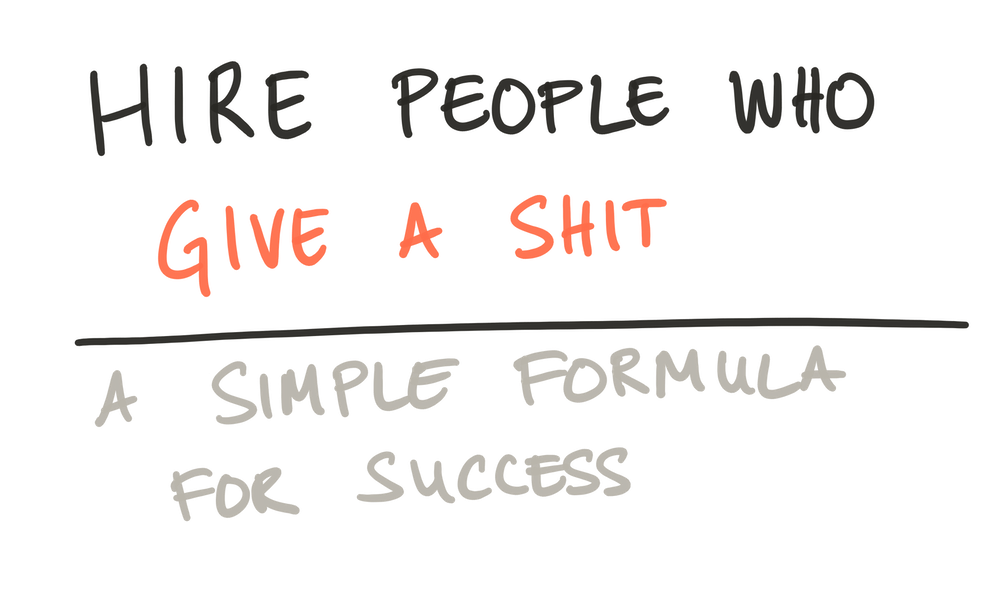 HIRE PEOPLE WHO
GIVE A SHIT
A SIMPLE FORMULA
FOR SUCCESS